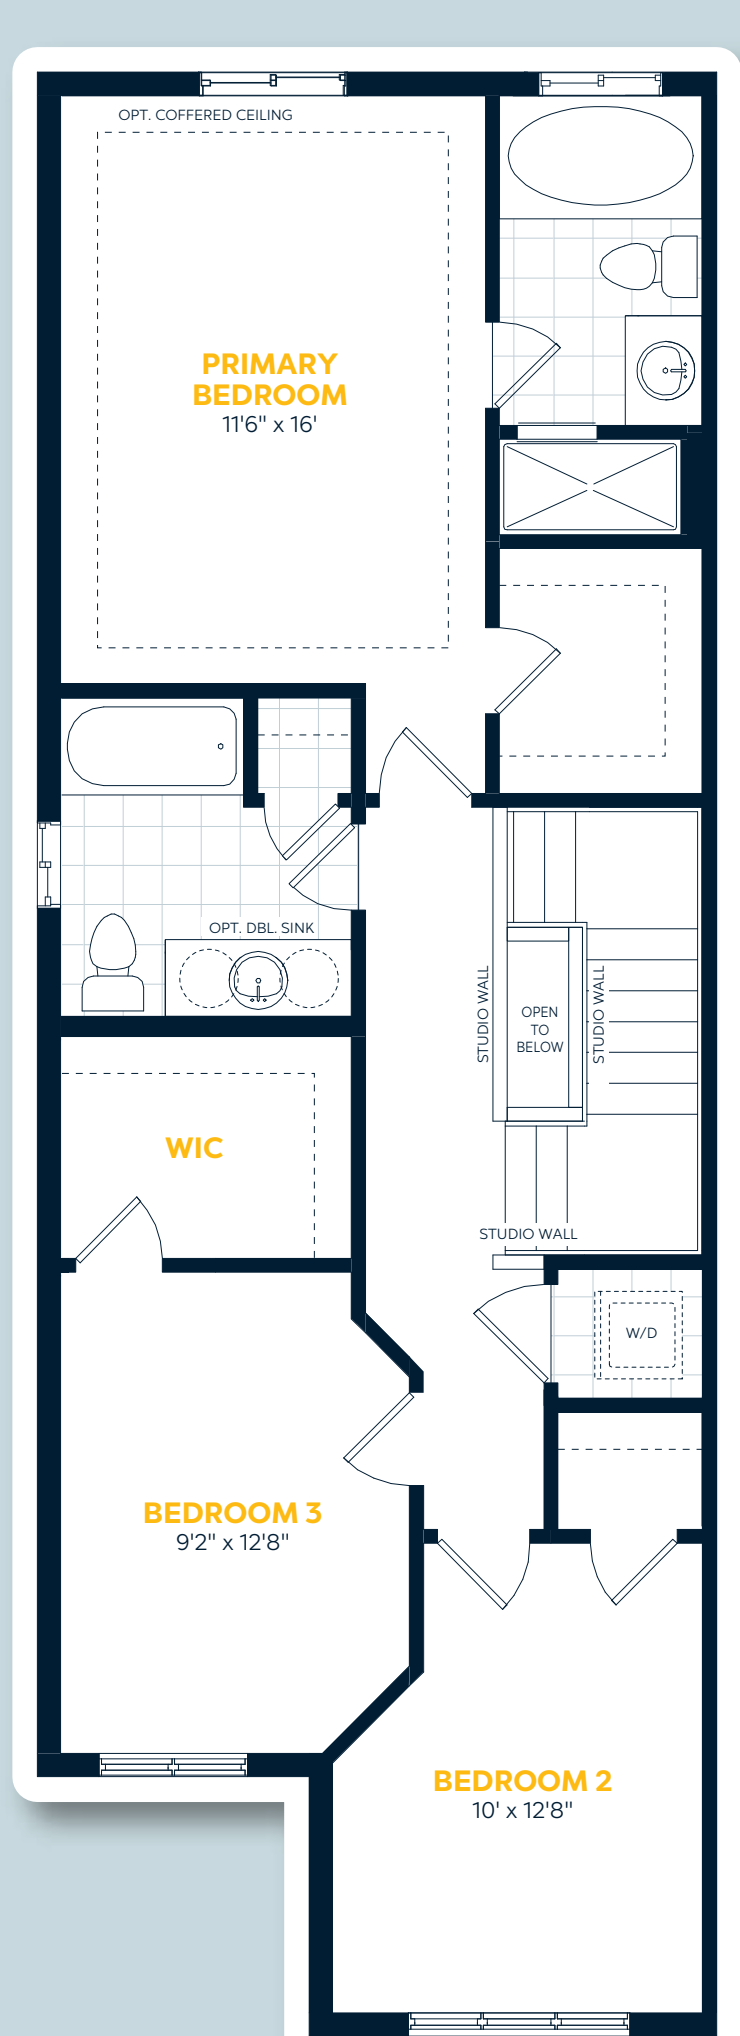 OPT. COFFERED CEILING
PRIMARY
BEDROOM
11'6" x 16'
OPT. DBL. SINK
STUDIO WALL
OPEN
TO
BELOW
STUDIO WALL
WIC
STUDIO WALL
W/D
BEDROOM 3
9'2" x 12'8"
BEDROOM 2
10' x 12'8"